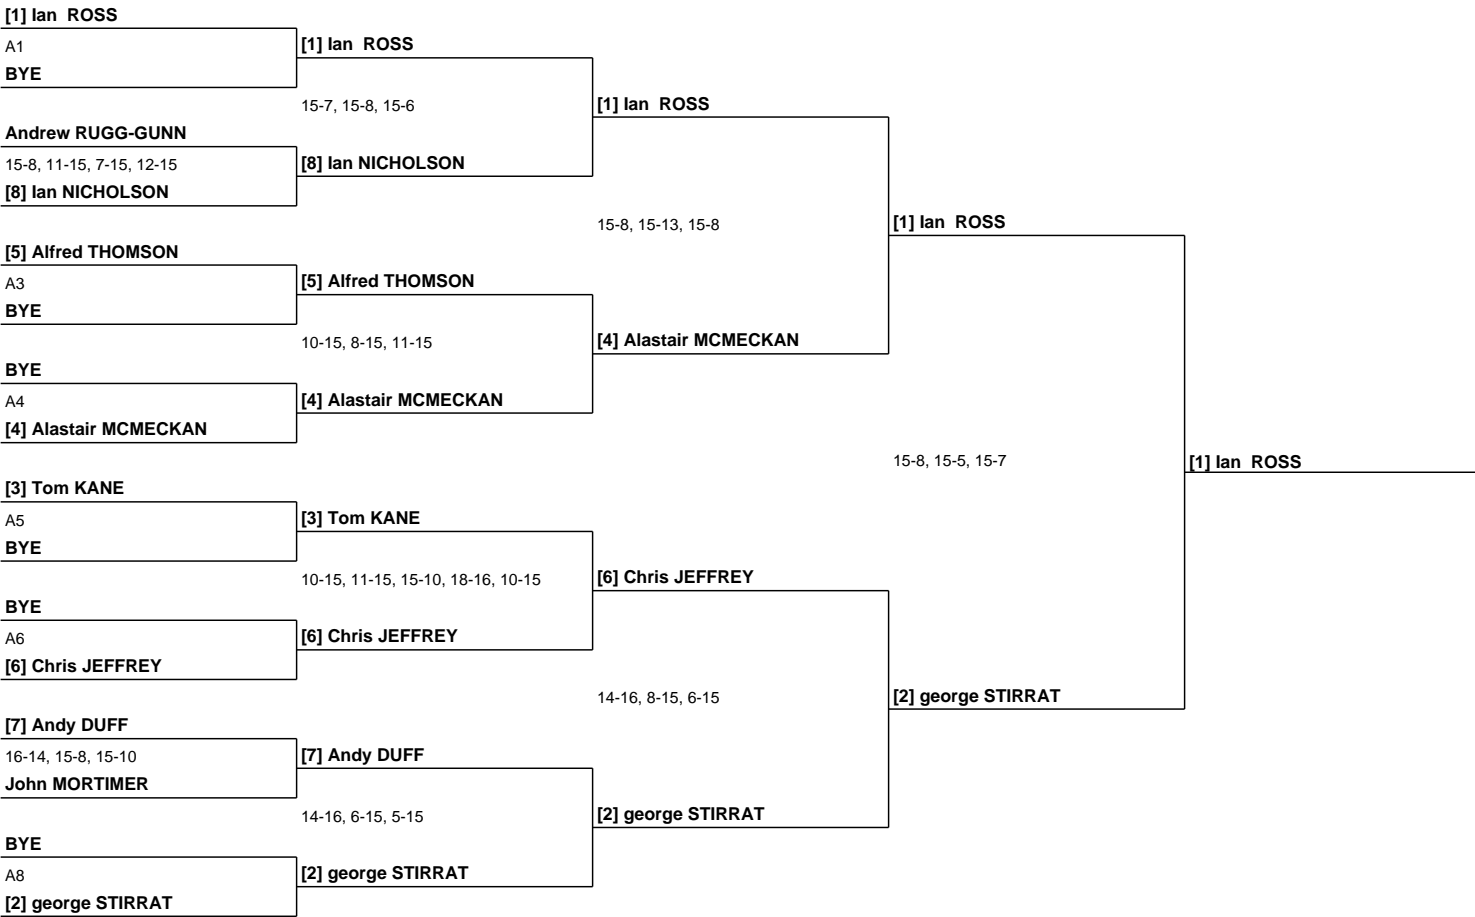 [1] Ian  ROSS
A1
BYE
Andrew RUGG-GUNN
15-8, 11-15, 7-15, 12-15
[8] Ian NICHOLSON
[5] Alfred THOMSON
A3
BYE
BYE
A4
[4] Alastair MCMECKAN
[3] Tom KANE
A5
BYE
BYE
A6
[6] Chris JEFFREY
[7] Andy DUFF
16-14, 15-8, 15-10
John MORTIMER
BYE
A8
[2] george STIRRAT
[1] Ian  ROSS
15-7, 15-8, 15-6
[8] Ian NICHOLSON
[5] Alfred THOMSON
10-15, 8-15, 11-15
[4] Alastair MCMECKAN
[3] Tom KANE
10-15, 11-15, 15-10, 18-16, 10-15
[6] Chris JEFFREY
[7] Andy DUFF
14-16, 6-15, 5-15
[2] george STIRRAT
[1] Ian  ROSS
15-8, 15-13, 15-8
[4] Alastair MCMECKAN
[6] Chris JEFFREY
14-16, 8-15, 6-15
[2] george STIRRAT
[1] Ian  ROSS
15-8, 15-5, 15-7
[2] george STIRRAT
[1] Ian  ROSS